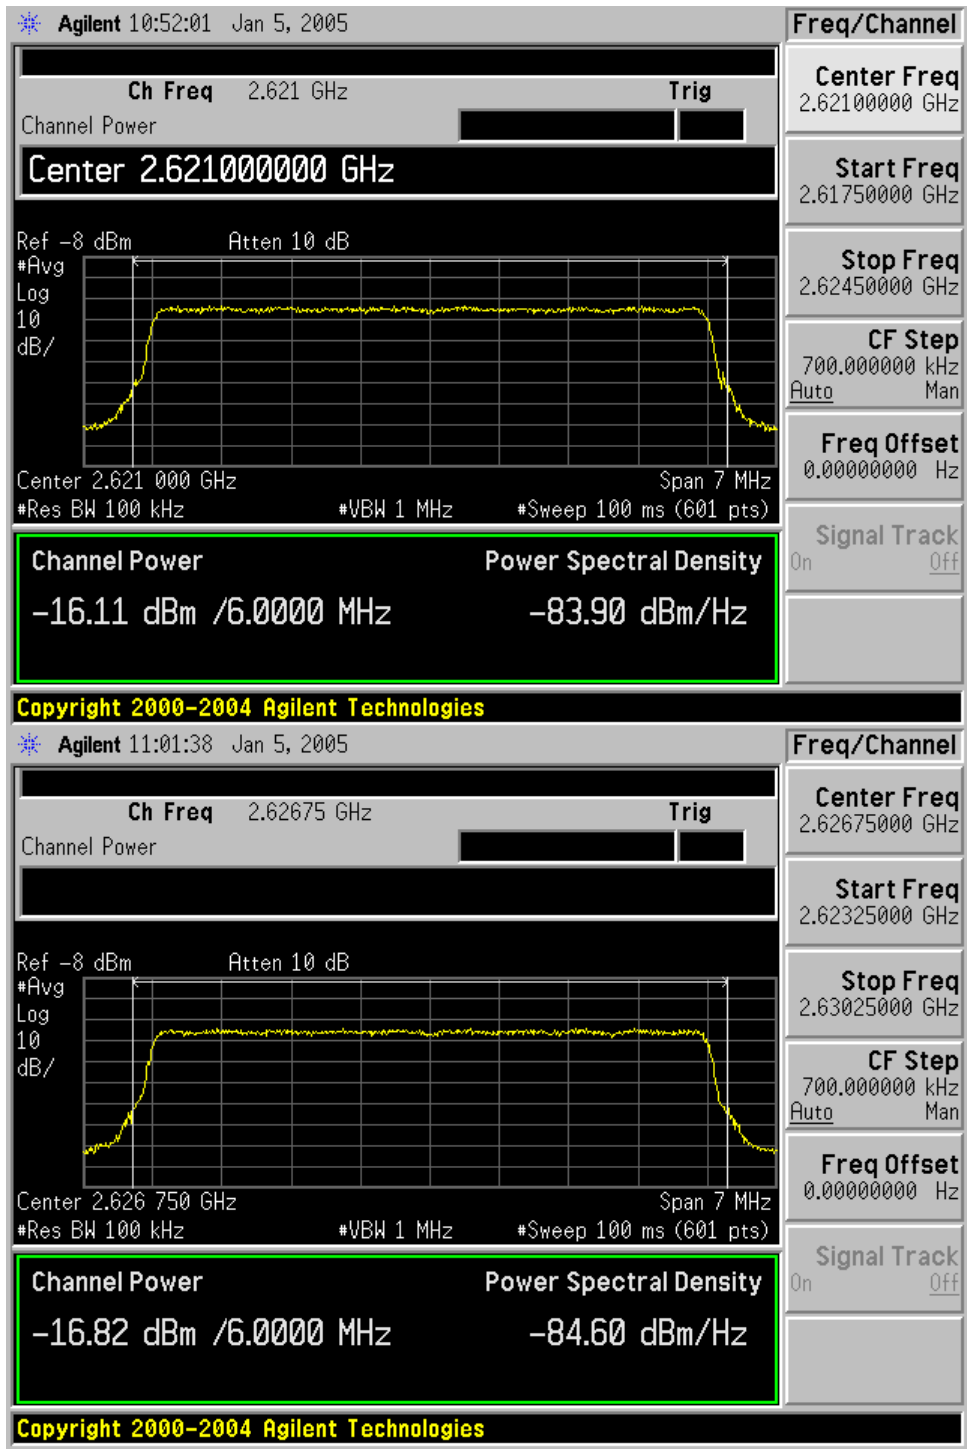 Agilent 10:52:01 Jan 5, 2005
Freq/Channel
Ch Freq 2.621 GHz Trig
Channel Power
Center 2.621000000 GHz
Ref -8 dBm Atten 10 dB
#Avg
Log
10
dB/
Center 2.621 000 GHz Span 7 MHz
#Res BW 100 kHz #VBW 1 MHz #Sweep 100 ms (601 pts)
Channel Power Power Spectral Density
-16.11 dBm /6.0000 MHz -83.90 dBm/Hz
Center Freq
2.62100000 GHz
Start Freq
2.61750000 GHz
Stop Freq
2.62450000 GHz
CF Step
700.000000 kHz
Auto Man
Freq Offset
0.00000000 Hz
Signal Track
On Off
Copyright 2000-2004 Agilent Technologies
Agilent 11:01:38 Jan 5, 2005
Freq/Channel
Ch Freq 2.62675 GHz Trig
Channel Power
Ref -8 dBm Atten 10 dB
#Avg
Log
10
dB/
Center 2.626 750 GHz Span 7 MHz
#Res BW 100 kHz #VBW 1 MHz #Sweep 100 ms (601 pts)
Channel Power Power Spectral Density
-16.82 dBm /6.0000 MHz -84.60 dBm/Hz
Center Freq
2.62675000 GHz
Start Freq
2.62325000 GHz
Stop Freq
2.63025000 GHz
CF Step
700.000000 kHz
Auto Man
Freq Offset
0.00000000 Hz
Signal Track
On Off
Copyright 2000-2004 Agilent Technologies